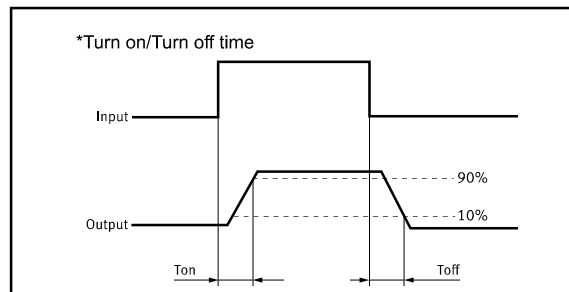 *Turn on/Turn off time
Input
90%
10%
Output
Ton
Toff